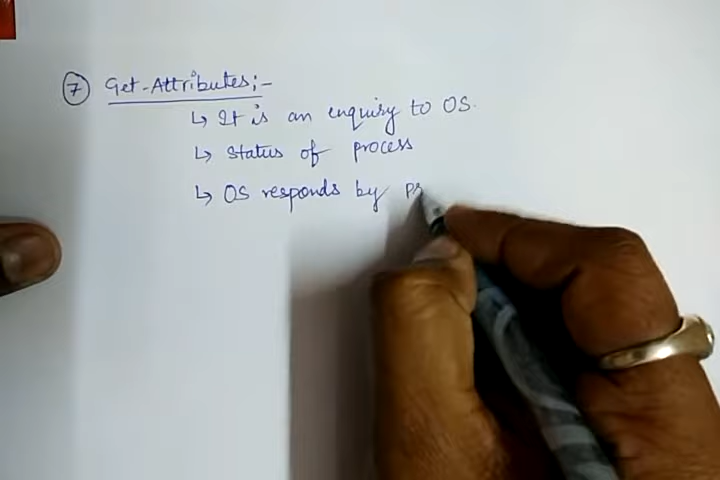 7 Get-Attributes:-
↳ It is an enquiry to OS.
↳ Status of process
↳ OS responds by